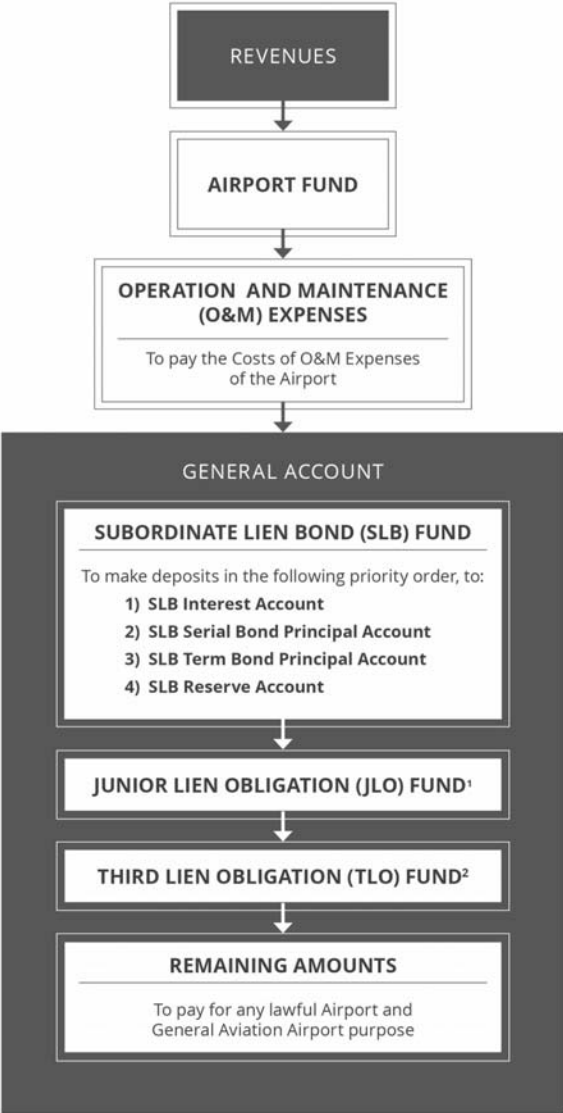 REVENUES
AIRPORT FUND
OPERATION AND MAINTENANCE
(O&M) EXPENSES
To pay the Costs of O&M Expenses
of the Airport
GENERAL ACCOUNT
SUBORDINATE LIEN BOND (SLB) FUND
To make deposits in the following priority order, to:
1) SLB Interest Account
2) SLB Serial Bond Principal Account
3) SLB Term Bond Principal Account
4) SLB Reserve Account
JUNIOR LIEN OBLIGATION (JLO) FUND¹
THIRD LIEN OBLIGATION (TLO) FUND²
REMAINING AMOUNTS
To pay for any lawful Airport and
General Aviation Airport purpose